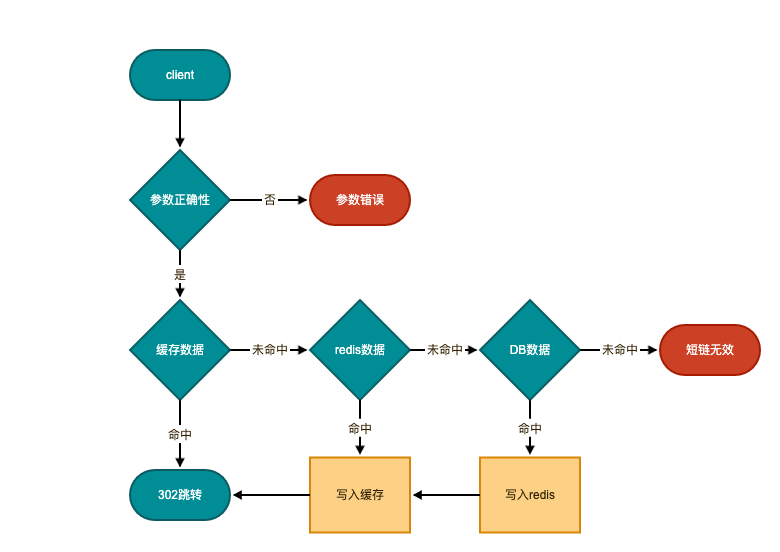 client
参数正确性
否
参数错误
是
缓存数据
未命中
redis数据
未命中
DB数据
未命中
短链无效
命中
命中
命中
302跳转
写入缓存
写入redis